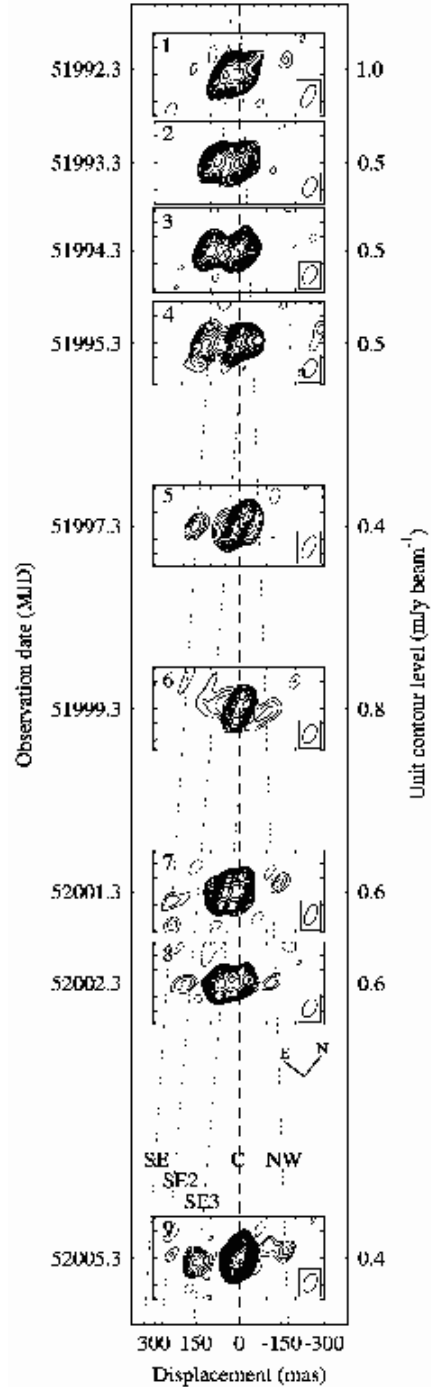 1
51992.3 1.0
2
51993.3 0.5
3
51994.3 0.5
4
51995.3 0.5
5
51997.3 0.4
Observation date (MJD)
Unit contour level (mJy beam⁻¹)
6
51999.3 0.8
7
52001.3 0.6
8
52002.3 0.6
E N
SE C NW
SE2
SE3
9
52005.3 0.4
300 150 0 -150 -300
Displacement (mas)